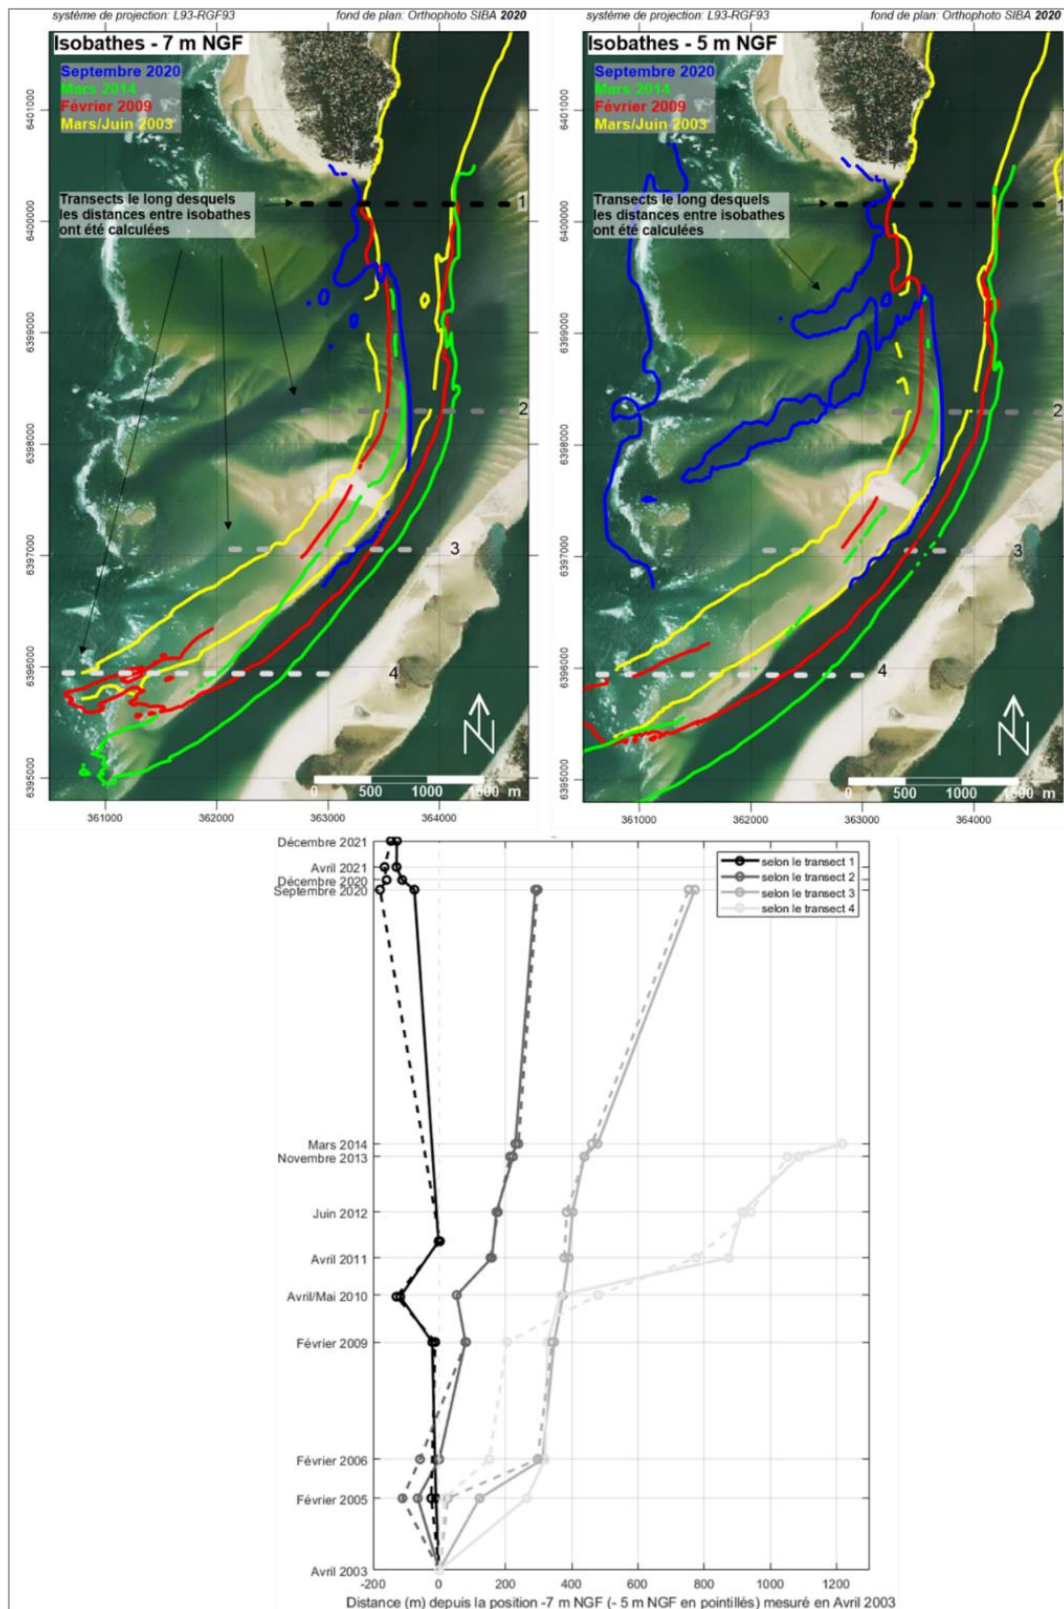 système de projection: L93-RGF93 fond de plan: Orthophoto SIBA 2020
Isobathes - 7 m NGF
Septembre 2020
Mars 2014
Février 2009
Mars/Juin 2003
Transects le long desquels
les distances entre isobathes
ont été calculées
1
2
3
4
N
0 500 1000 1500 m
6401000
6400000
6399000
6398000
6397000
6396000
6395000
361000 362000 363000 364000
système de projection: L93-RGF93 fond de plan: Orthophoto SIBA 2020
Isobathes - 5 m NGF
Septembre 2020
Mars 2014
Février 2009
Mars/Juin 2003
Transects le long desquels
les distances entre isobathes
ont été calculées
1
2
3
4
N
0 500 1000 1500 m
6401000
6400000
6399000
6398000
6397000
6396000
6395000
361000 362000 363000 364000
Décembre 2021
Avril 2021
Décembre 2020
Septembre 2020
Mars 2014
Novembre 2013
Juin 2012
Avril 2011
Avril/Mai 2010
Février 2009
Février 2006
Février 2005
Avril 2003
selon le transect 1
selon le transect 2
selon le transect 3
selon le transect 4
-200 0 200 400 600 800 1000 1200
Distance (m) depuis la position -7 m NGF (- 5 m NGF en pointillés) mesuré en Avril 2003